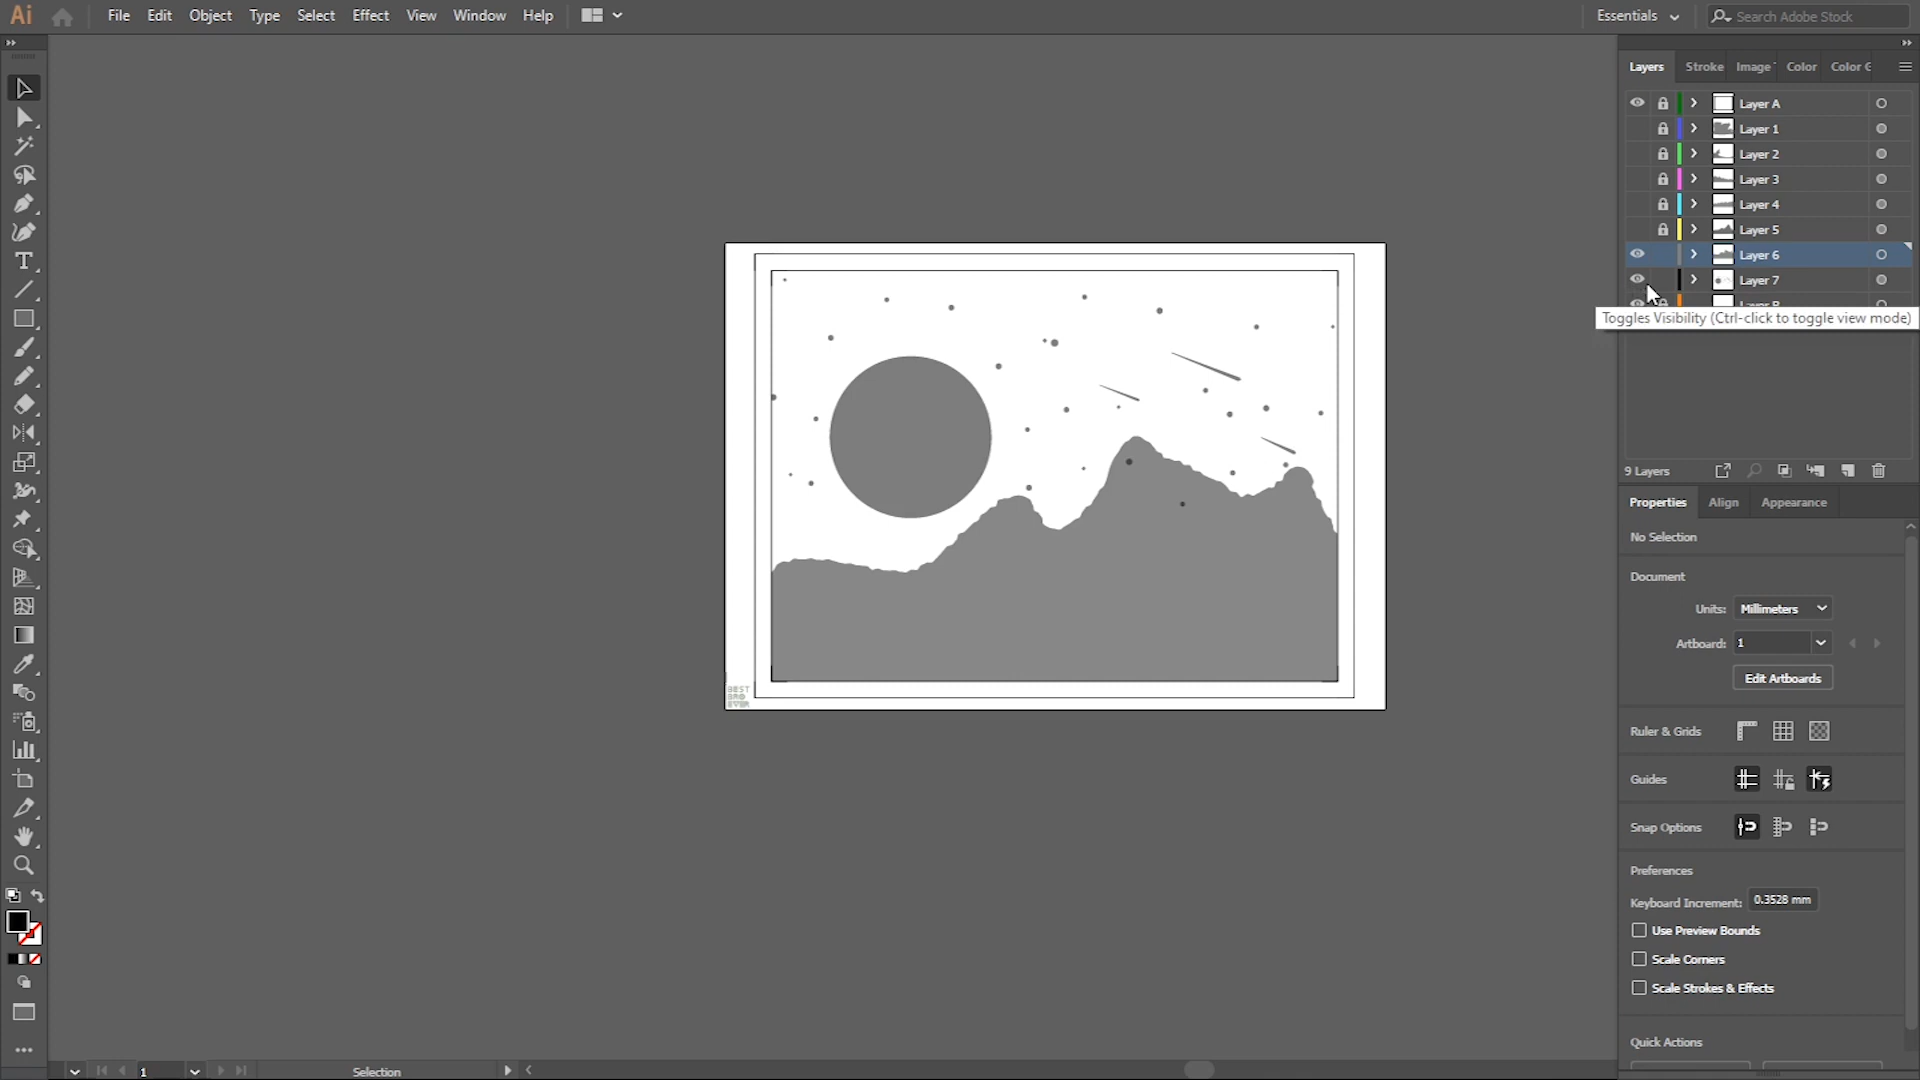 Ai File Edit Object Type Select Effect View Window Help Essentials Search Adobe Stock
Layers Stroke Image Color Color
Layer A
Layer 1
Layer 2
Layer 3
Layer 4
Layer 5
Layer 6
Layer 7
Toggles Visibility (Ctrl-click to toggle view mode)
9 Layers
Properties Align Appearance
No Selection
Document
Units: Millimeters
Artboard: 1
Edit Artboards
Ruler & Grids
Guides
Snap Options
Preferences
Keyboard Increment: 0.3528 mm
Use Preview Bounds
Scale Corners
Scale Strokes & Effects
Quick Actions
BEST
BRO
EVER
1 Selection